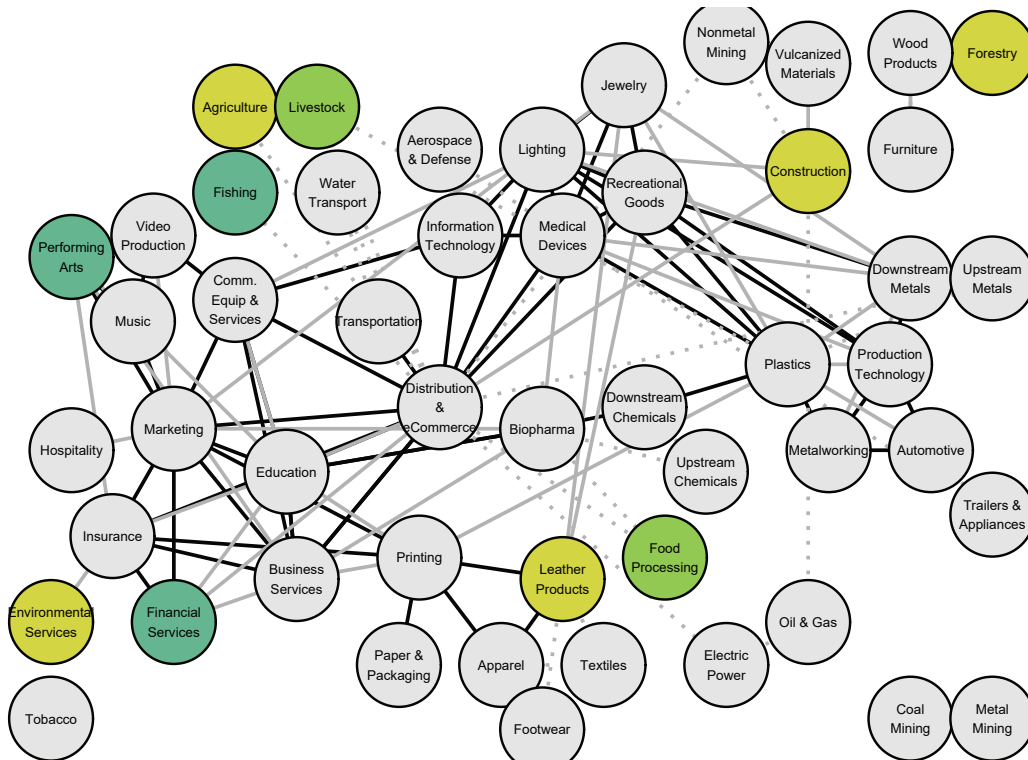 Nonmetal
Mining
Vulcanized
Materials
Wood
Products
Forestry
Jewelry
Agriculture
Livestock
Aerospace
& Defense
Lighting
Furniture
Construction
Fishing
Water
Transport
Recreational
Goods
Performing
Arts
Video
Production
Information
Technology
Medical
Devices
Comm.
Equip &
Services
Downstream
Metals
Upstream
Metals
Music
Transportation
Plastics
Production
Technology
Distribution
&
eCommerce
Downstream
Chemicals
Marketing
Biopharma
Hospitality
Education
Upstream
Chemicals
Metalworking
Automotive
Trailers &
Appliances
Insurance
Business
Services
Printing
Leather
Products
Food
Processing
Environmental
Services
Financial
Services
Oil & Gas
Paper &
Packaging
Apparel
Textiles
Electric
Power
Tobacco
Footwear
Coal
Mining
Metal
Mining